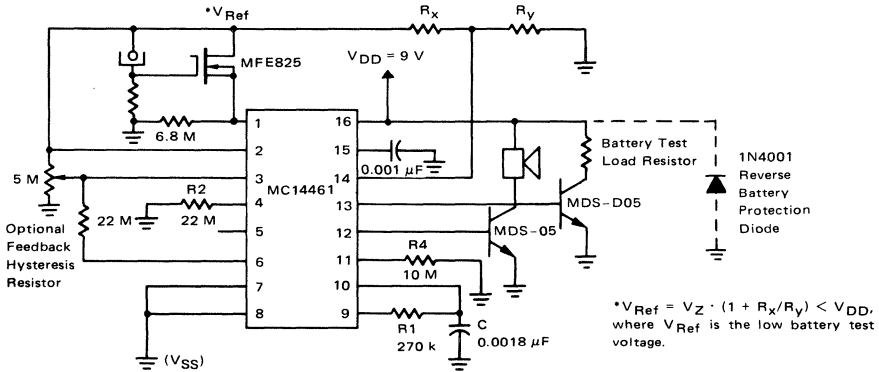 *VRef
Rx
Ry
MFE825
VDD = 9 V
6.8 M
1
2
3
4
5
6
7
8
16
15
14
13
12
11
10
9
MC14461
0.001 µF
5 M
R2
22 M
22 M
Optional
Feedback
Hysteresis
Resistor
Battery Test
Load Resistor
1N4001
Reverse
Battery
Protection
Diode
MDS-D05
MDS-05
R4
10 M
R1
270 k
C
0.0018 µF
(VSS)
*VRef = VZ · (1 + Rx/Ry) < VDD,
where VRef is the low battery test
voltage.